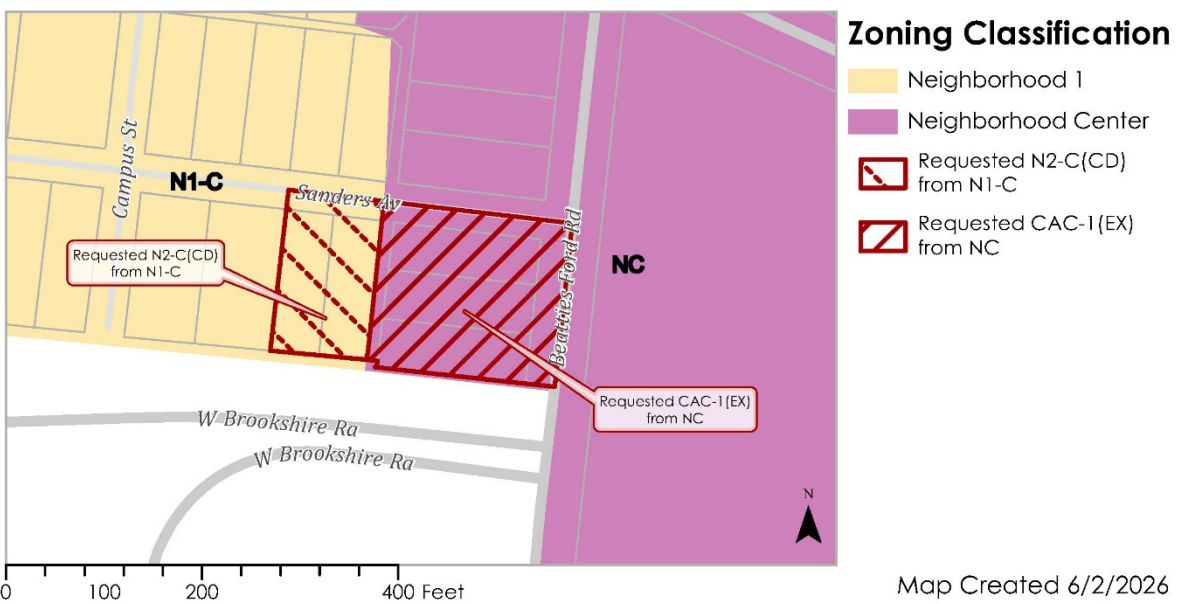 Zoning Classification
Neighborhood 1
Neighborhood Center
Requested N2-C(CD)
from N1-C
Requested CAC-1(EX)
from NC
Campus St
N1-C
Sanders Av
Requested N2-C(CD)
from N1-C
NC
Beatties Ford Rd
Requested CAC-1(EX)
from NC
W Brookshire Ra
W Brookshire Ra
N
0 100 200 400 Feet
Map Created 6/2/2026